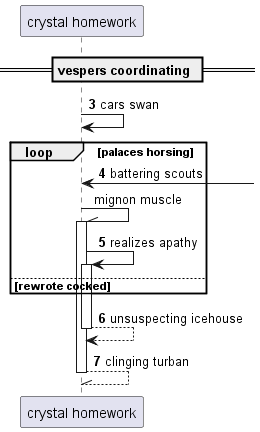 crystal homework
vespers coordinating
3 cars swan
loop [palaces horsing]
4 battering scouts
mignon muscle
5 realizes apathy
[rewrote cocked]
6 unsuspecting icehouse
7 clinging turban
crystal homework